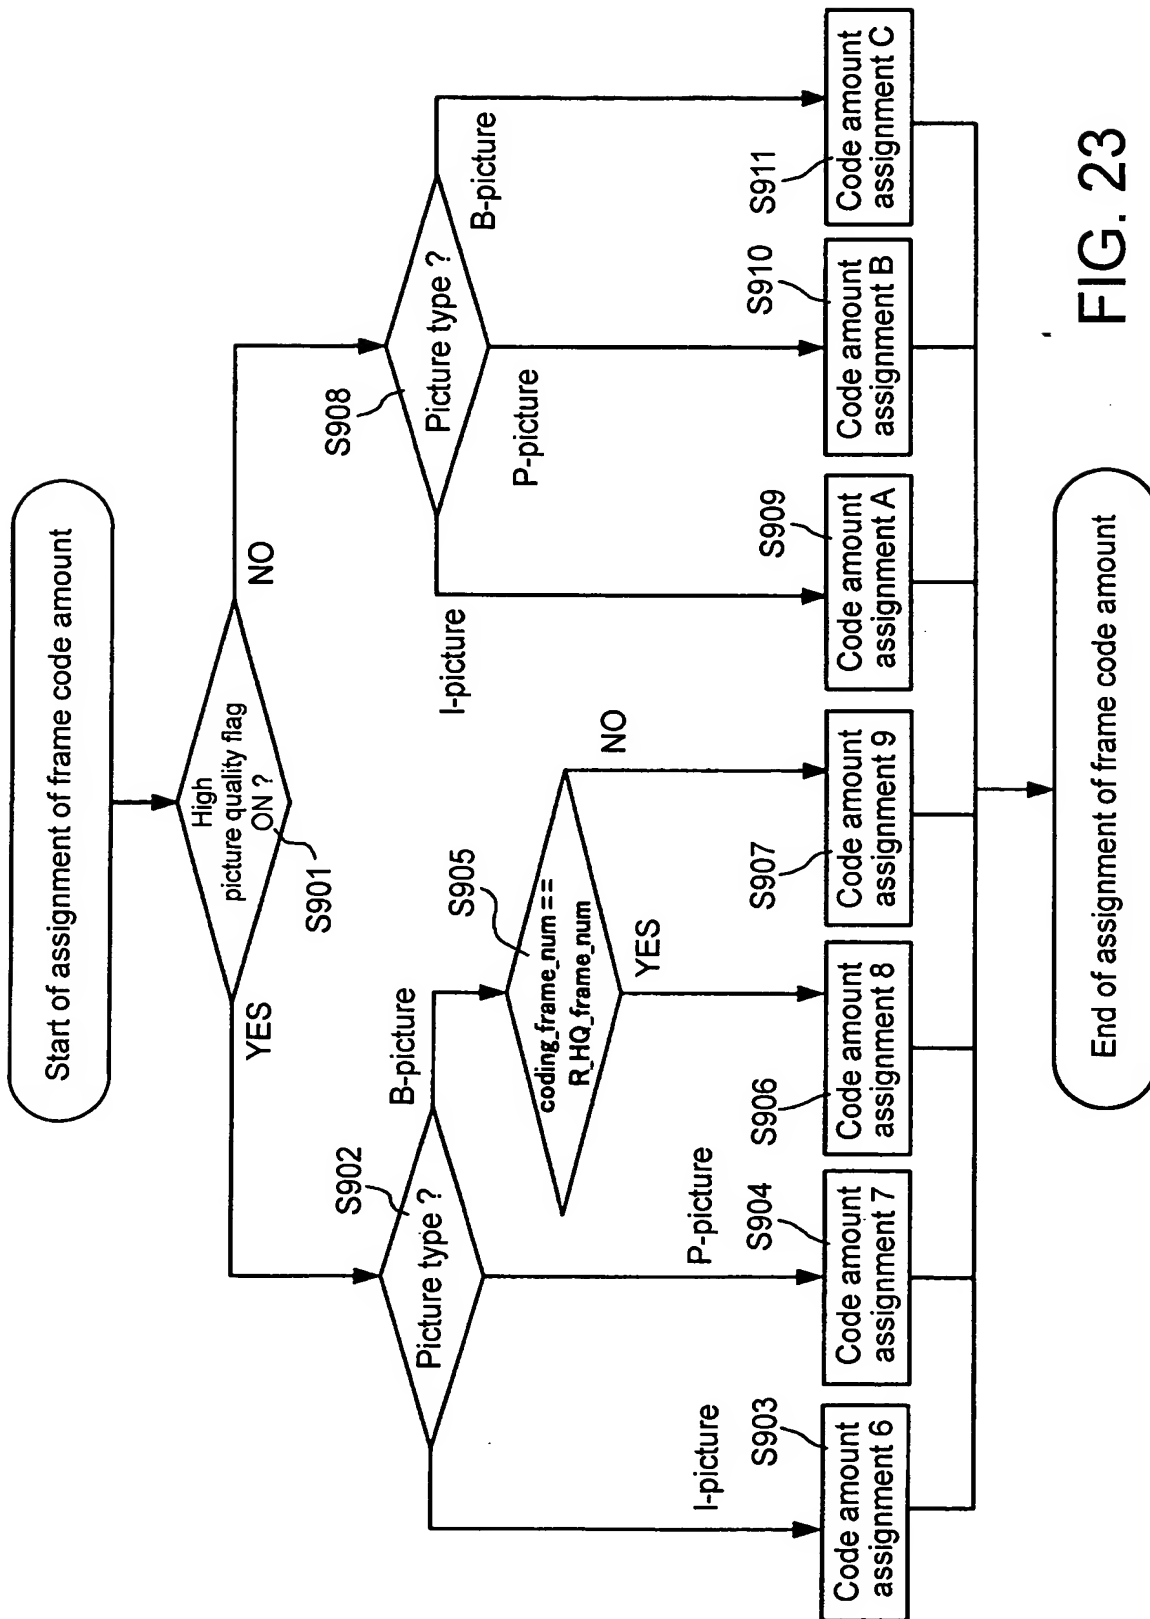 Start of assignment of frame code amount
High
picture quality flag
ON ?
S901
YES
NO
S902
Picture type ?
S908
Picture type ?
B-picture
S905
coding_frame_num ==
R_HQ_frame_num
YES
NO
I-picture
P-picture
I-picture
P-picture
B-picture
S903
Code amount
assignment 6
S904
Code amount
assignment 7
S906
Code amount
assignment 8
S907
Code amount
assignment 9
S909
Code amount
assignment A
S910
Code amount
assignment B
S911
Code amount
assignment C
End of assignment of frame code amount
FIG. 23